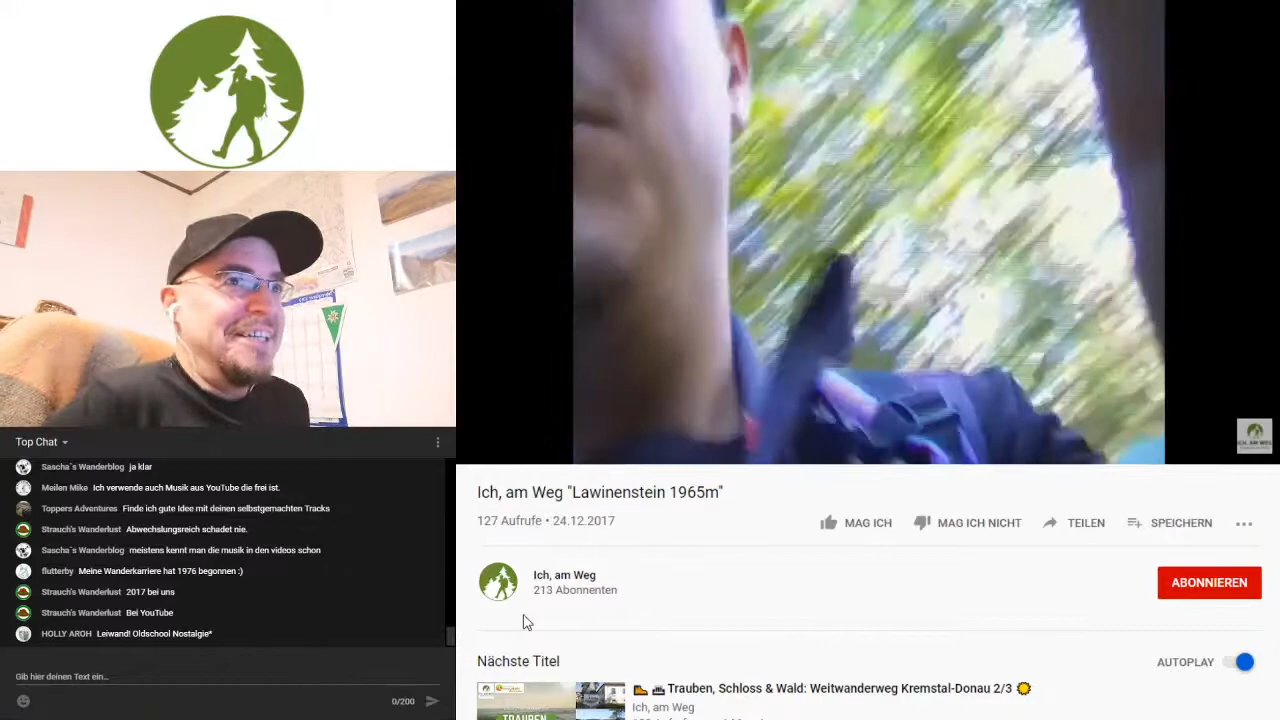 Top Chat
Sascha´s Wanderblog ja klar
Meilen Mike Ich verwende auch Musik aus YouTube die frei ist.
Toppers Adventures Finde ich gute Idee mit deinen selbstgemachten Tracks
Strauch's Wanderlust Abwechslungsreich schadet nie.
Sascha´s Wanderblog meistens kennt man die musik in den videos schon
flutterby Meine Wanderkarriere hat 1976 begonnen :)
Strauch's Wanderlust 2017 bei uns
Strauch's Wanderlust Bei YouTube
HOLLY AROH Leiwand! Oldschool Nostalgie*
Gib hier deinen Text ein...
0/200
ICH, AM WEG
Ich, am Weg "Lawinenstein 1965m"
127 Aufrufe • 24.12.2017
MAG ICH
MAG ICH NICHT
TEILEN
SPEICHERN
Ich, am Weg
213 Abonnenten
ABONNIEREN
Nächste Titel
AUTOPLAY
Trauben, Schloss & Wald: Weitwanderweg Kremstal-Donau 2/3
Ich, am Weg
TRAUBEN